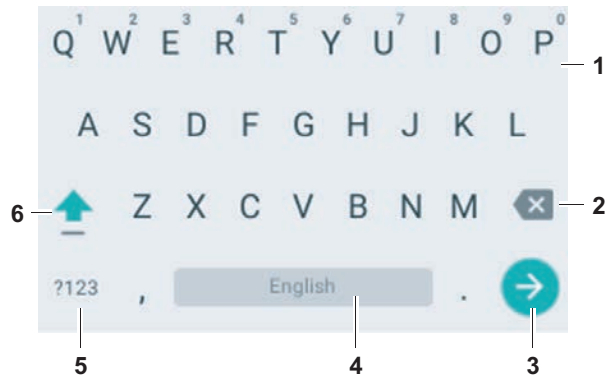 1 2 3 4 5 6 7 8 9 0
Q W E R T Y U I O P
1
A S D F G H J K L
6
Z X C V B N M
2
?123 , English .
5
4
3